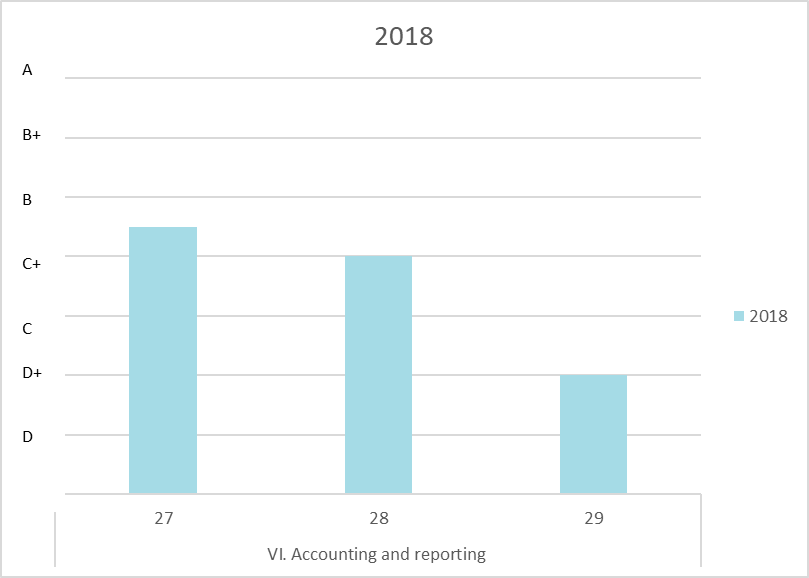 2018
A
B+
B
C+
C
D+
D
2018
27 28 29
VI. Accounting and reporting